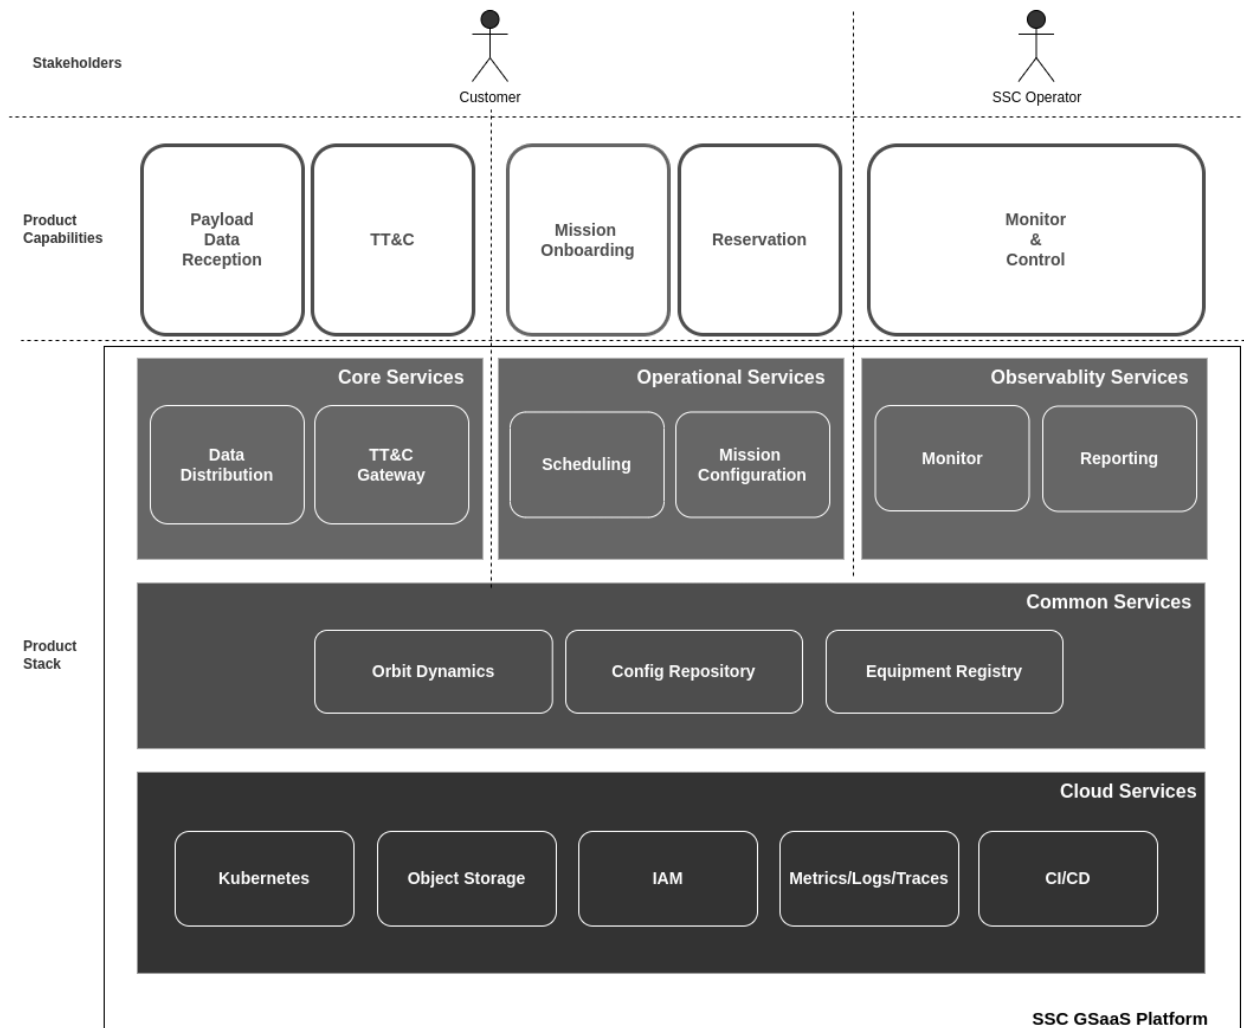 Stakeholders
Customer
SSC Operator
Product
Capabilities
Payload
Data
Reception
TT&C
Mission
Onboarding
Reservation
Monitor
&
Control
Product
Stack
Core Services
Data
Distribution
TT&C
Gateway
Operational Services
Scheduling
Mission
Configuration
Observablity Services
Monitor
Reporting
Common Services
Orbit Dynamics
Config Repository
Equipment Registry
Cloud Services
Kubernetes
Object Storage
IAM
Metrics/Logs/Traces
CI/CD
SSC GSaaS Platform